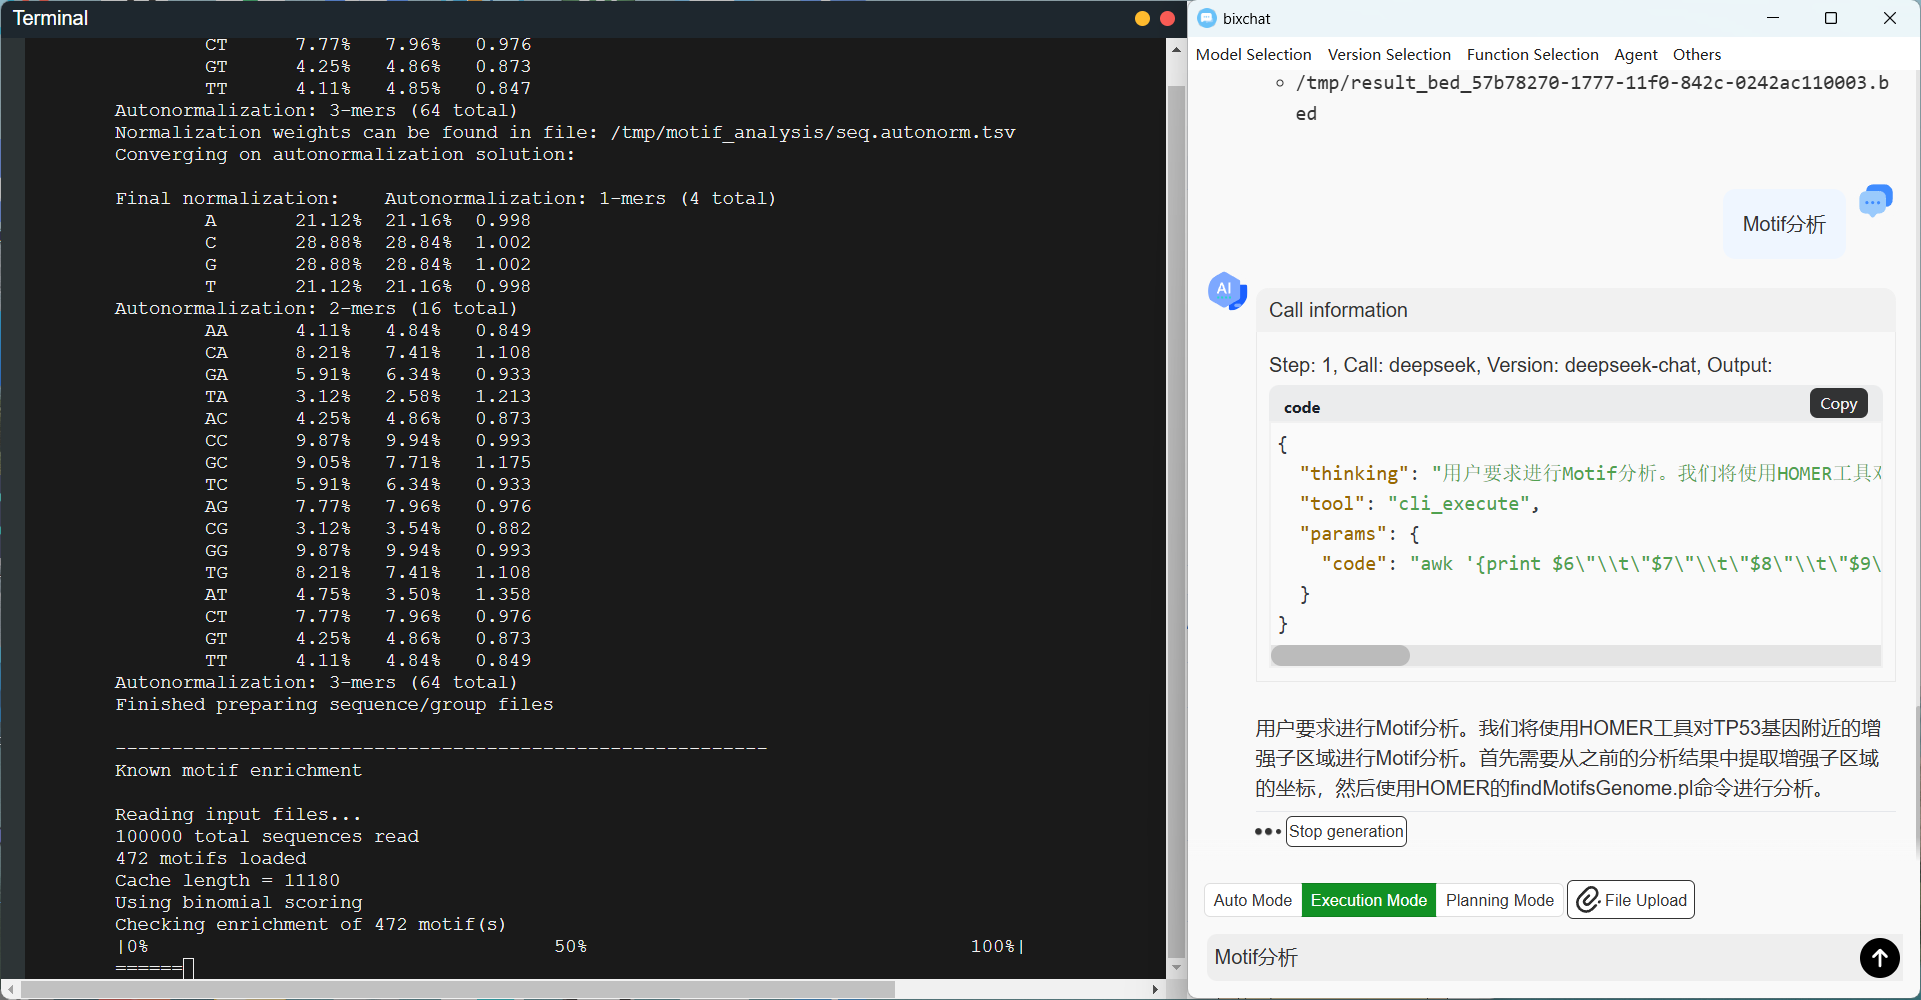 Terminal
CT 7.77% 7.96% 0.976
GT 4.25% 4.86% 0.873
TT 4.11% 4.85% 0.847
Autonormalization: 3-mers (64 total)
Normalization weights can be found in file: /tmp/motif_analysis/seq.autonorm.tsv
Converging on autonormalization solution:
Final normalization: Autonormalization: 1-mers (4 total)
A 21.12% 21.16% 0.998
C 28.88% 28.84% 1.002
G 28.88% 28.84% 1.002
T 21.12% 21.16% 0.998
Autonormalization: 2-mers (16 total)
AA 4.11% 4.84% 0.849
CA 8.21% 7.41% 1.108
GA 5.91% 6.34% 0.933
TA 3.12% 2.58% 1.213
AC 4.25% 4.86% 0.873
CC 9.87% 9.94% 0.993
GC 9.05% 7.71% 1.175
TC 5.91% 6.34% 0.933
AG 7.77% 7.96% 0.976
CG 3.12% 3.54% 0.882
GG 9.87% 9.94% 0.993
TG 8.21% 7.41% 1.108
AT 4.75% 3.50% 1.358
CT 7.77% 7.96% 0.976
GT 4.25% 4.86% 0.873
TT 4.11% 4.84% 0.849
Autonormalization: 3-mers (64 total)
Finished preparing sequence/group files
----------------------------------------------------------
Known motif enrichment
Reading input files...
100000 total sequences read
472 motifs loaded
Cache length = 11180
Using binomial scoring
Checking enrichment of 472 motif(s)
|0% 50% 100%|
======
bixchat
Model Selection Version Selection Function Selection Agent Others
/tmp/result_bed_57b78270-1777-11f0-842c-0242ac110003.b
ed
Motif分析
AI
Call information
Step: 1, Call: deepseek, Version: deepseek-chat, Output:
code Copy
{
"thinking": "用户要求进行Motif分析。我们将使用HOMER工具对
"tool": "cli_execute",
"params": {
"code": "awk '{print $6\"\\t\"$7\"\\t\"$8\"\\t\"$9\
}
}
用户要求进行Motif分析。我们将使用HOMER工具对TP53基因附近的增
强子区域进行Motif分析。首先需要从之前的分析结果中提取增强子区域
的坐标，然后使用HOMER的findMotifsGenome.pl命令进行分析。
Stop generation
Auto Mode Execution Mode Planning Mode File Upload
Motif分析